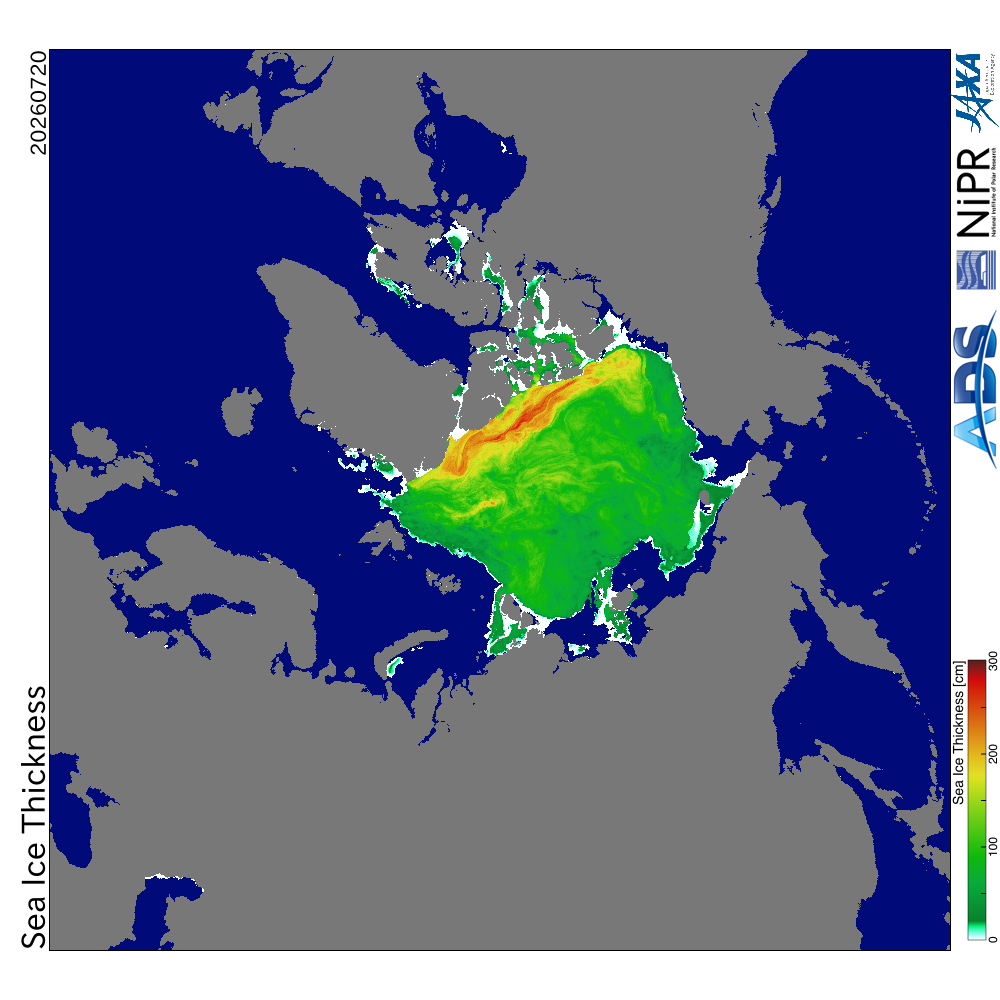 Sea Ice Thickness
20260720
JAXA
NiPR
National Institute of Polar Research
ADS
Sea Ice Thickness [cm]
0
100
200
300